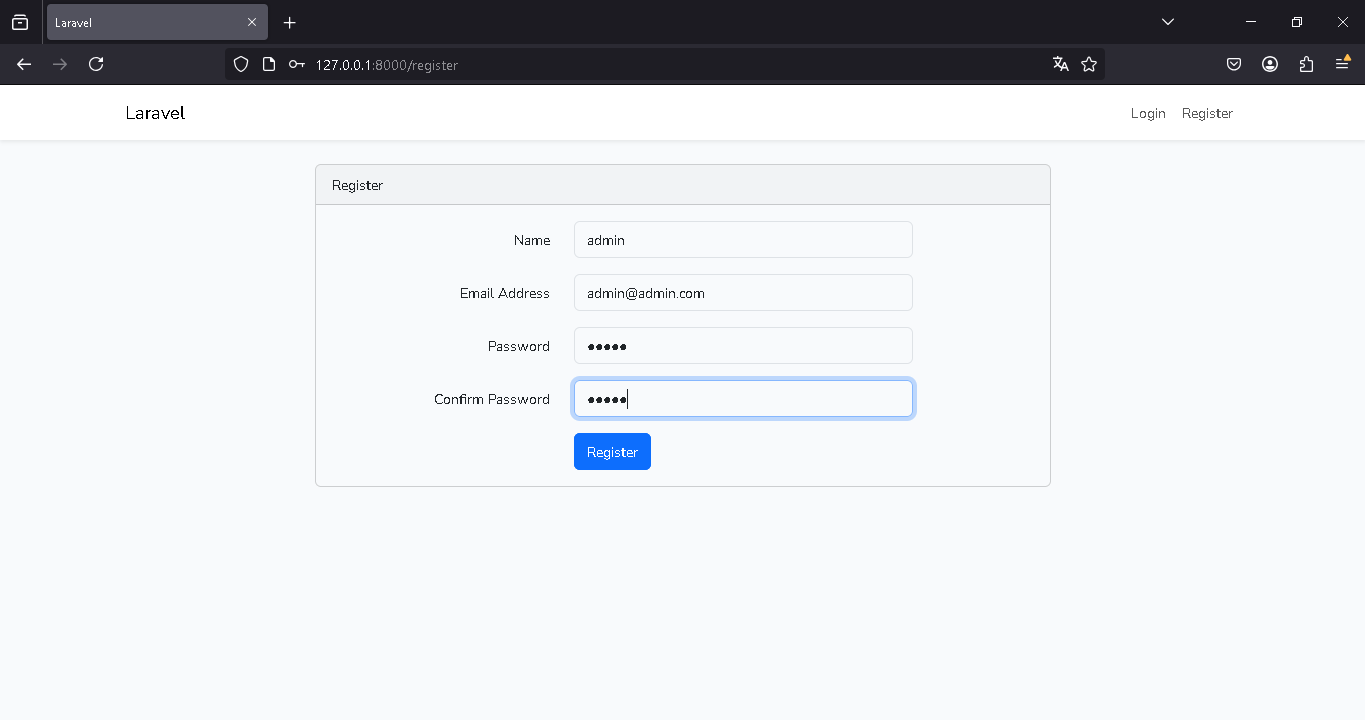 Laravel
127.0.0.1:8000/register
Laravel
Login
Register
Register
Name
admin
Email Address
admin@admin.com
Password
•••••
Confirm Password
•••••
Register